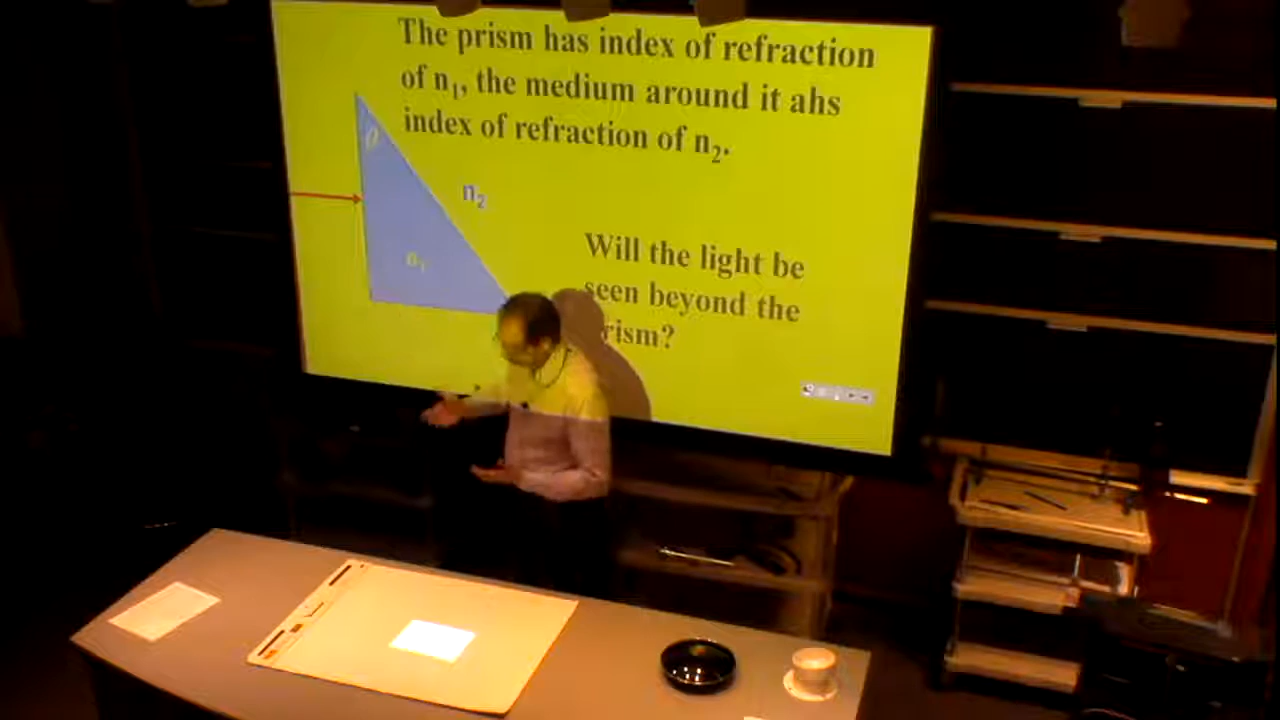 The prism has index of refraction
of n₁, the medium around it ahs
index of refraction of n₂.
n₂
n₁
Will the light be
seen beyond the
rism?